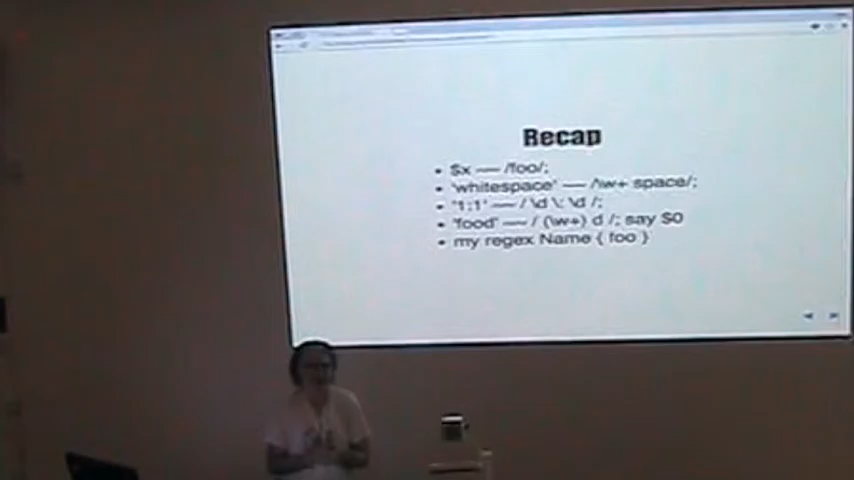 Recap
• $x ~~ /foo/;
• 'whitespace' ~~ /\w+ space/;
• '1:1' ~~ / \d \: \d /;
• 'food' ~~ / (\w+) d /; say $0
• my regex Name { foo }